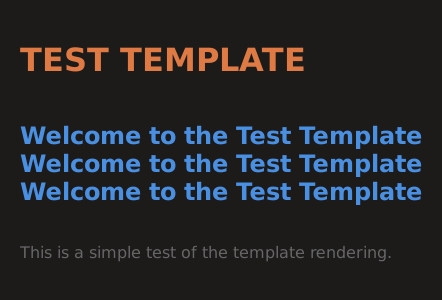 TEST TEMPLATE
Welcome to the Test Template
Welcome to the Test Template
Welcome to the Test Template
This is a simple test of the template rendering.